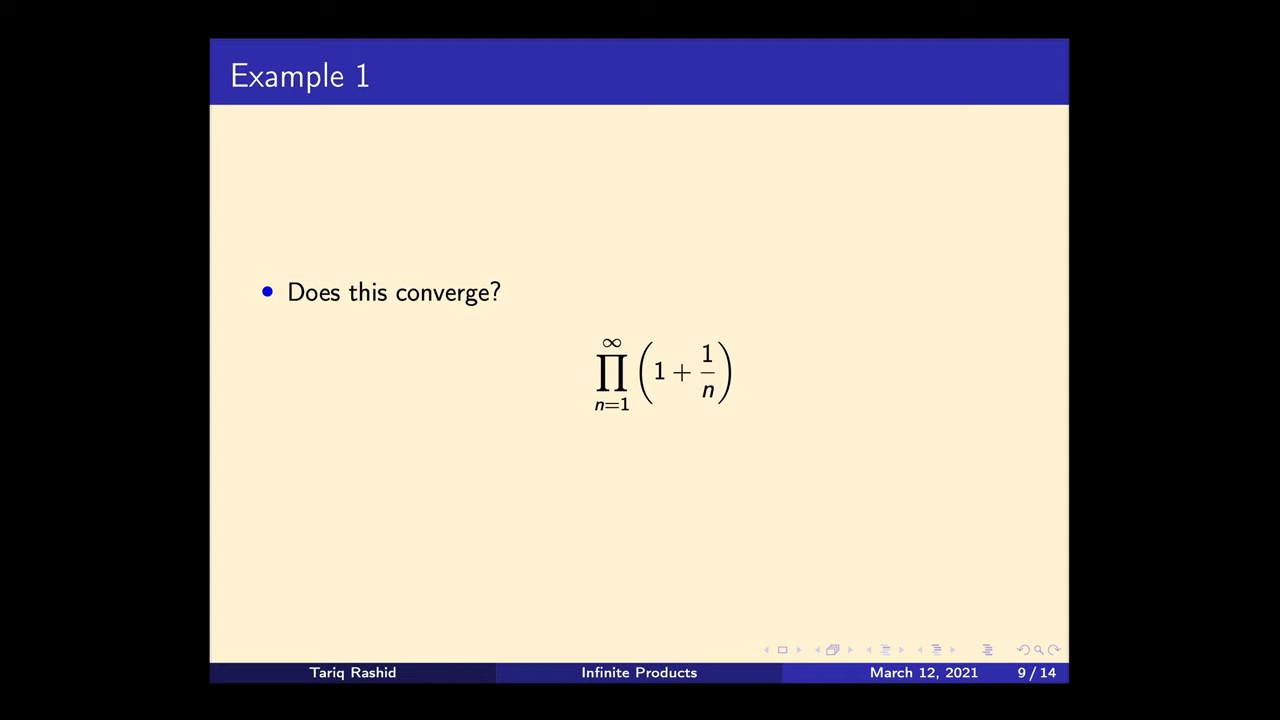 Example 1
• Does this converge?
∞
∏ (1 + 1/n)
n=1
Tariq Rashid Infinite Products March 12, 2021 9 / 14